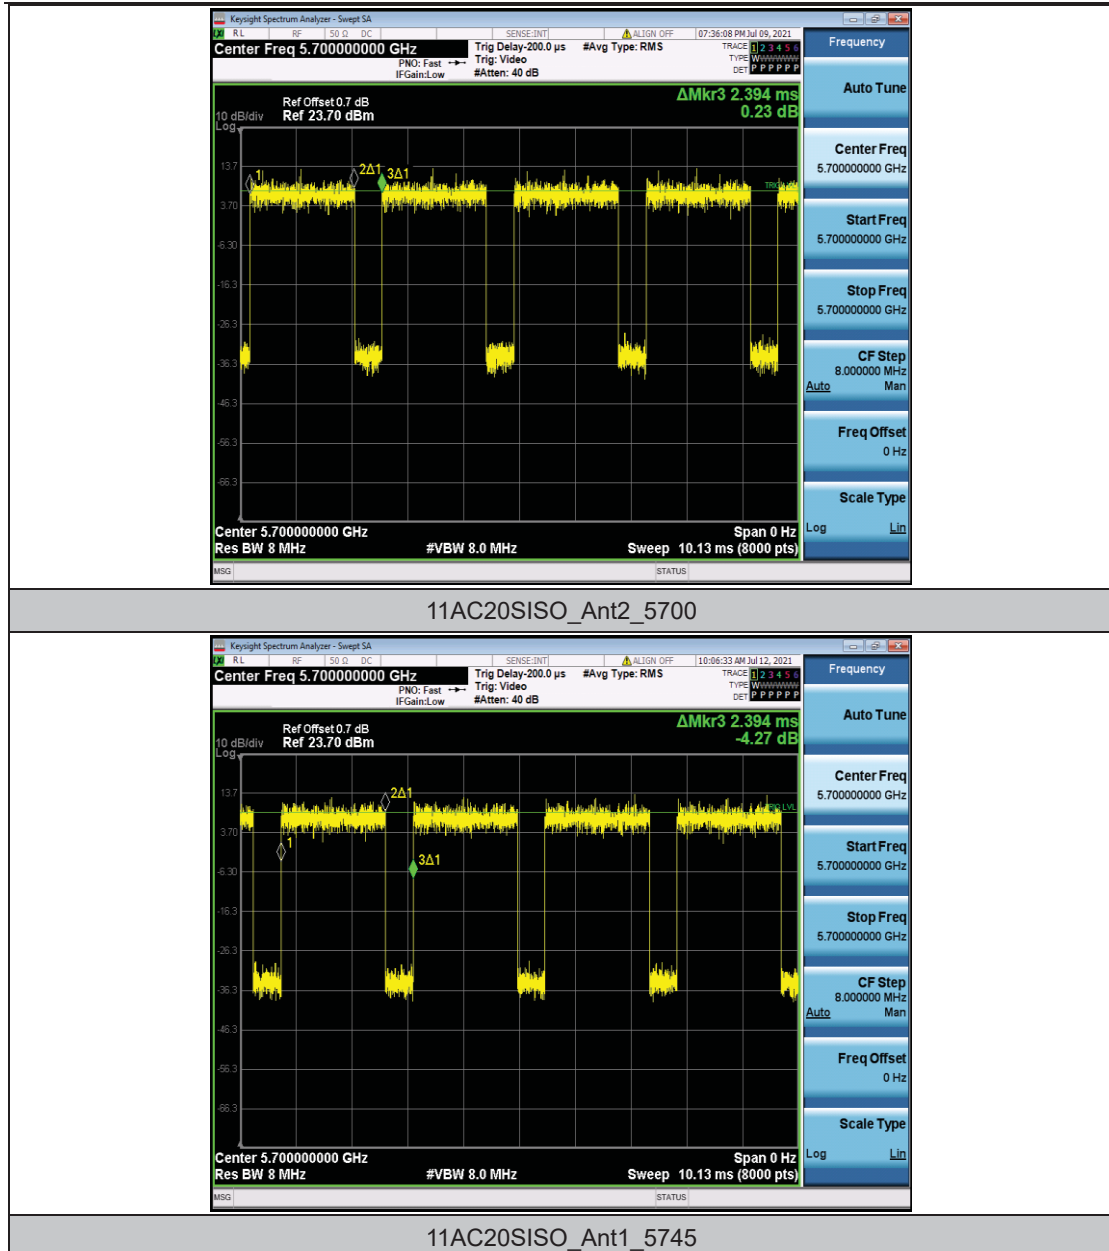 Keysight Spectrum Analyzer - Swept SA
LXI RL RF 50 Ω DC SENSE:INT ALIGN OFF 07:36:08 PM Jul 09, 2021
Center Freq 5.700000000 GHz
Trig Delay-200.0 µs #Avg Type: RMS TRACE 1 2 3 4 5 6
PNO: Fast Trig: Video TYPE WWWWWW
IFGain:Low #Atten: 40 dB DET P P P P P P
ΔMkr3 2.394 ms
0.23 dB
Ref Offset 0.7 dB
10 dB/div Ref 23.70 dBm
Log
13.7
3.70
-6.30
-16.3
-26.3
-36.3
-46.3
-56.3
-66.3
1
2Δ1
3Δ1
Center 5.700000000 GHz Span 0 Hz
Res BW 8 MHz #VBW 8.0 MHz Sweep 10.13 ms (8000 pts)
MSG STATUS
Frequency
Auto Tune
Center Freq
5.700000000 GHz
Start Freq
5.700000000 GHz
Stop Freq
5.700000000 GHz
CF Step
8.000000 MHz
Auto Man
Freq Offset
0 Hz
Scale Type
Log Lin
11AC20SISO_Ant2_5700
Keysight Spectrum Analyzer - Swept SA
LXI RL RF 50 Ω DC SENSE:INT ALIGN OFF 10:06:33 AM Jul 12, 2021
Center Freq 5.700000000 GHz
Trig Delay-200.0 µs #Avg Type: RMS TRACE 1 2 3 4 5 6
PNO: Fast Trig: Video TYPE WWWWWW
IFGain:Low #Atten: 40 dB DET P P P P P P
ΔMkr3 2.394 ms
-4.27 dB
Ref Offset 0.7 dB
10 dB/div Ref 23.70 dBm
Log
13.7
3.70
-6.30
-16.3
-26.3
-36.3
-46.3
-56.3
-66.3
1
2Δ1
3Δ1
TRIG LVL
Center 5.700000000 GHz Span 0 Hz
Res BW 8 MHz #VBW 8.0 MHz Sweep 10.13 ms (8000 pts)
MSG STATUS
Frequency
Auto Tune
Center Freq
5.700000000 GHz
Start Freq
5.700000000 GHz
Stop Freq
5.700000000 GHz
CF Step
8.000000 MHz
Auto Man
Freq Offset
0 Hz
Scale Type
Log Lin
11AC20SISO_Ant1_5745